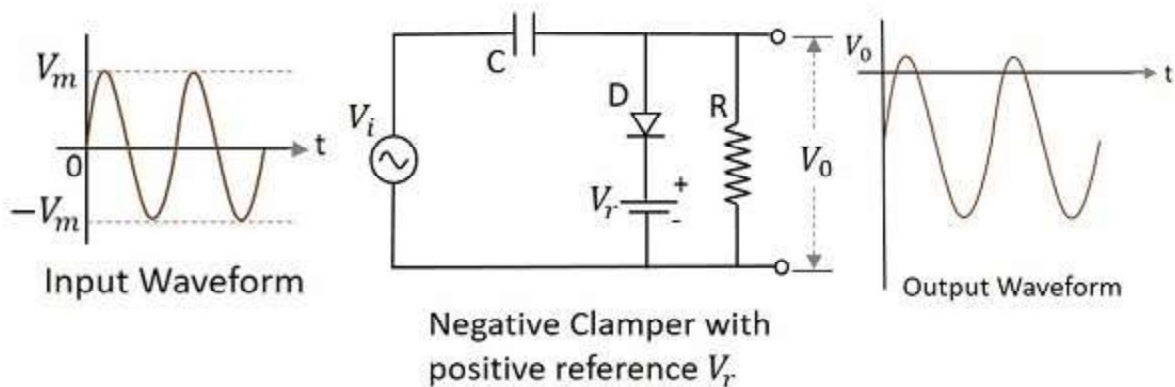 V_m
0
t
−V_m
Input Waveform
V_i
C
D
R
V_r
+
-
V_0
Negative Clamper with
positive reference V_r
V_0
t
Output Waveform